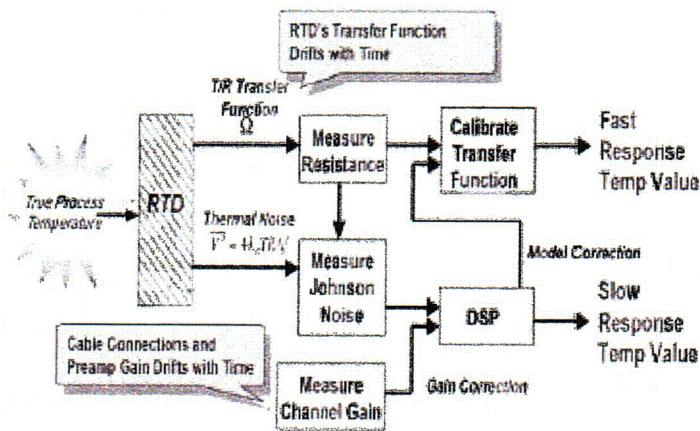 RTD's Transfer Function
Drifts with Time
T/R Transfer
Function
Ω
Measure
Resistance
Calibrate
Transfer
Function
Fast
Response
Temp Value
True Process
Temperature
RTD
Thermal Noise
Measure
Johnson
Noise
Model Correction
DSP
Slow
Response
Temp Value
Cable Connections and
Preamp Gain Drifts with Time
Measure
Channel Gain
Gain Correction